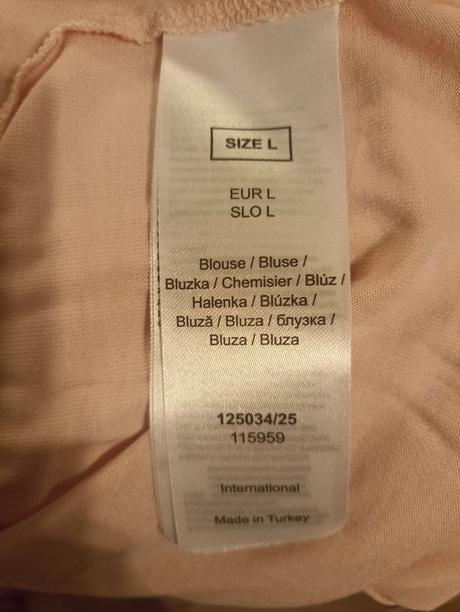 SIZE L
EUR L
SLO L
Blouse / Bluse /
Bluzka / Chemisier / Blúz /
Halenka / Blúzka /
Bluză / Bluza / блузка /
Bluza / Bluza
125034/25
115959
International
Made in Turkey